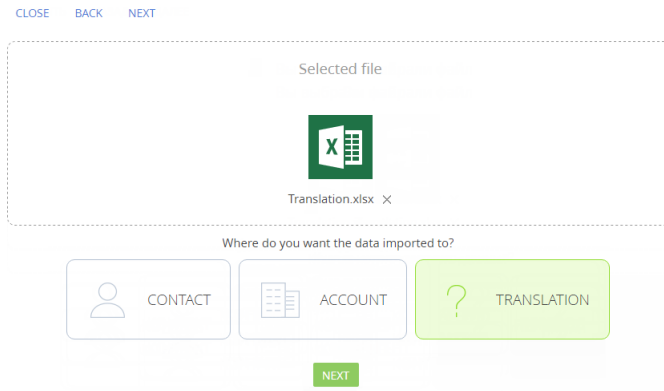 CLOSE BACK NEXT
Selected file
X
Translation.xlsx ×
Where do you want the data imported to?
CONTACT ACCOUNT ? TRANSLATION
NEXT